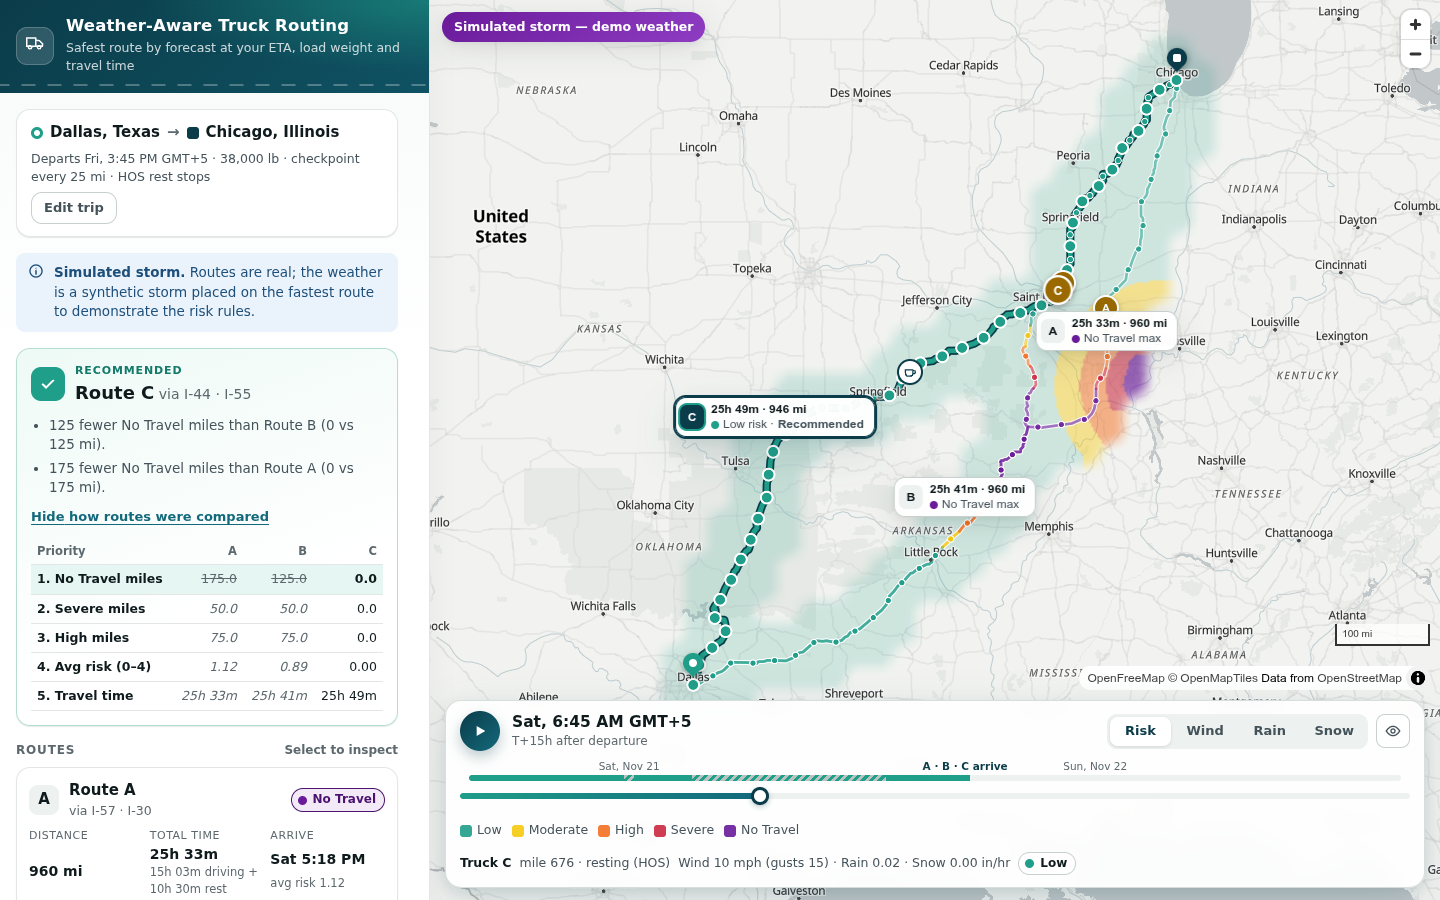 Weather-Aware Truck Routing
Safest route by forecast at your ETA, load weight and
travel time
Dallas, Texas → Chicago, Illinois
Departs Fri, 3:45 PM GMT+5 · 38,000 lb · checkpoint
every 25 mi · HOS rest stops
Edit trip
Simulated storm. Routes are real; the weather
is a synthetic storm placed on the fastest route
to demonstrate the risk rules.
RECOMMENDED
Route C via I-44 · I-55
• 125 fewer No Travel miles than Route B (0 vs
125 mi).
• 175 fewer No Travel miles than Route A (0 vs
175 mi).
Hide how routes were compared
Priority A B C
1. No Travel miles 175.0 125.0 0.0
2. Severe miles 50.0 50.0 0.0
3. High miles 75.0 75.0 0.0
4. Avg risk (0–4) 1.12 0.89 0.00
5. Travel time 25h 33m 25h 41m 25h 49m
ROUTES Select to inspect
A
Route A
via I-57 · I-30
No Travel
DISTANCE TOTAL TIME ARRIVE
960 mi
25h 33m
15h 03m driving +
10h 30m rest
Sat 5:18 PM
avg risk 1.12
Simulated storm — demo weather
Lansing
Chicago
Cedar Rapids
Toledo
NEBRASKA
Des Moines
Omaha
Lincoln
Peoria
INDIANA
United
States
Springfield
Indianapolis
Dayton
Columbu
Topeka
Cincinnati
Jefferson City
Saint
C
A
KANSAS
Louisville
Lexington
A
25h 33m · 960 mi
No Travel max
sville
Wichita
KENTUCKY
Springfield
C
25h 49m · 946 mi
Low risk · Recommended
Tulsa
Nashville
Knoxville
B
25h 41m · 960 mi
No Travel max
TENNESSEE
Oklahoma City
rillo
ARKANSAS
Memphis
Chattanooga
OKLAHOMA
Little Rock
Huntsville
Wichita Falls
ock
Atlanta
Birmingham
100 mi
ALABAMA
Dallas
MISSISS
OpenFreeMap © OpenMapTiles Data from OpenStreetMap
Abilene
Shreveport
Sat, 6:45 AM GMT+5
T+15h after departure
Risk Wind Rain Snow
Sat, Nov 21
A · B · C arrive
Sun, Nov 22
Low Moderate High Severe No Travel
Truck C mile 676 · resting (HOS) Wind 10 mph (gusts 15) · Rain 0.02 · Snow 0.00 in/hr Low
Galveston